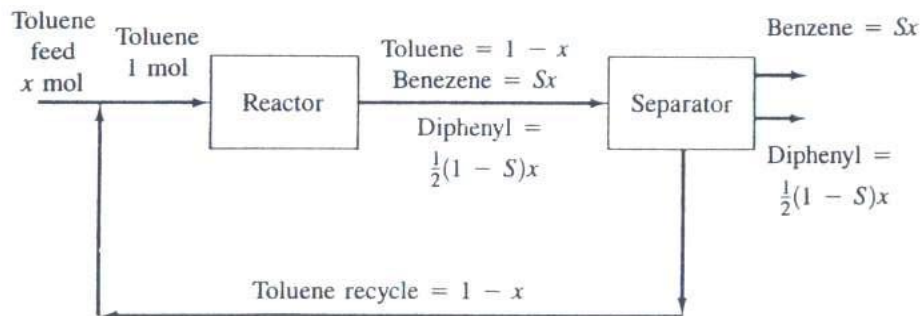 Toluene
feed
x mol
Toluene
1 mol
Reactor
Toluene = 1 − x
Benezene = Sx
Diphenyl =
½(1 − S)x
Separator
Benzene = Sx
Diphenyl =
½(1 − S)x
Toluene recycle = 1 − x